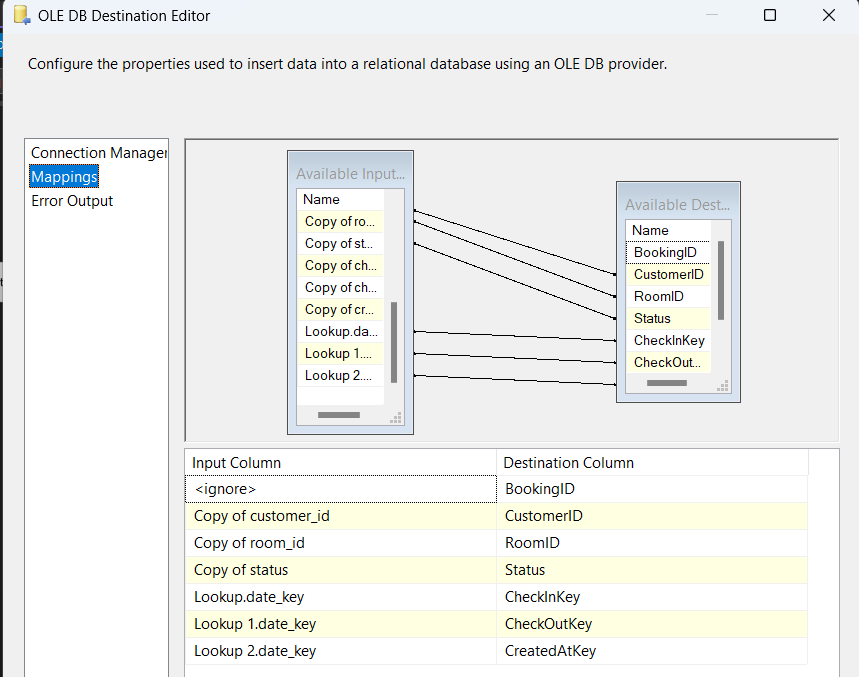 OLE DB Destination Editor
Configure the properties used to insert data into a relational database using an OLE DB provider.
Connection Manager
Mappings
Error Output
Available Input...
Name
Copy of ro...
Copy of st...
Copy of ch...
Copy of ch...
Copy of cr...
Lookup.da...
Lookup 1....
Lookup 2....
Available Dest...
Name
BookingID
CustomerID
RoomID
Status
CheckInKey
CheckOut...
Input Column Destination Column
<ignore> BookingID
Copy of customer_id CustomerID
Copy of room_id RoomID
Copy of status Status
Lookup.date_key CheckInKey
Lookup 1.date_key CheckOutKey
Lookup 2.date_key CreatedAtKey